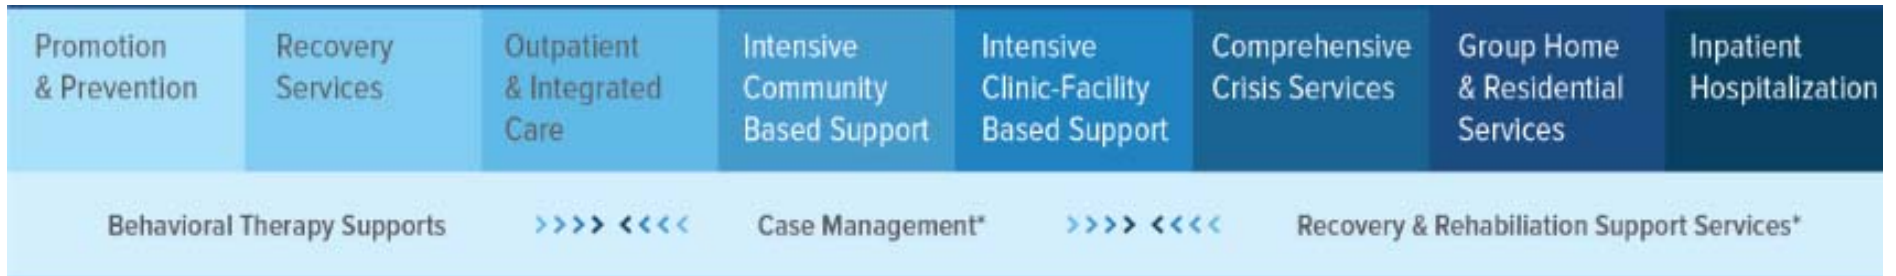 Promotion
& Prevention
Recovery
Services
Outpatient
& Integrated
Care
Intensive
Community
Based Support
Intensive
Clinic-Facility
Based Support
Comprehensive
Crisis Services
Group Home
& Residential
Services
Inpatient
Hospitalization
Behavioral Therapy Supports
Case Management*
Recovery & Rehabiliation Support Services*